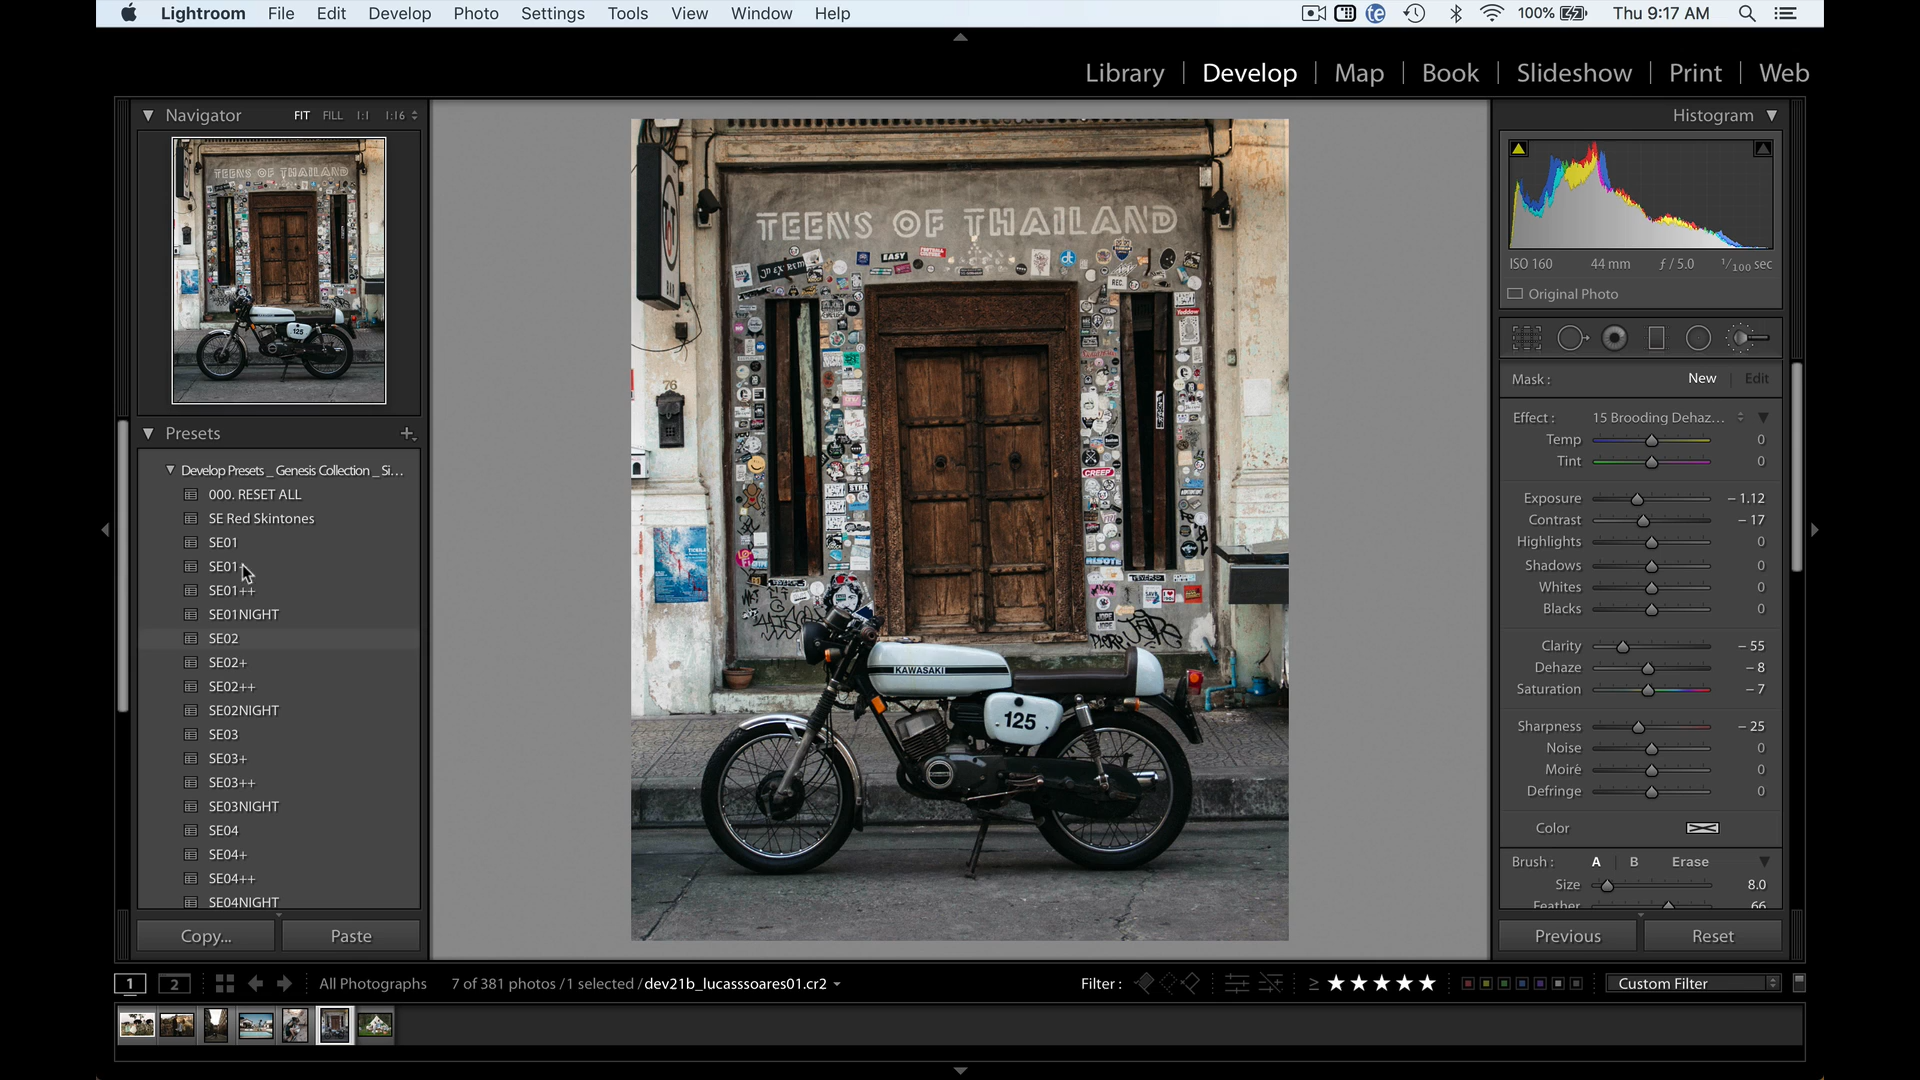 Lightroom File Edit Develop Photo Settings Tools View Window Help
te 100% Thu 9:17 AM
Library | Develop | Map | Book | Slideshow | Print | Web
Navigator FIT FILL 1:1 1:16
TEENS OF THAILAND
Presets
Develop Presets _ Genesis Collection _ Si...
000. RESET ALL
SE Red Skintones
SE01
SE01+
SE01++
SE01NIGHT
SE02
SE02+
SE02++
SE02NIGHT
SE03
SE03+
SE03++
SE03NIGHT
SE04
SE04+
SE04++
SE04NIGHT
Copy... Paste
TEENS OF THAILAND
EASY
REC.
76
CREEP
KAWASAKI
125
Histogram
ISO 160 44 mm ƒ / 5.0 1/100 sec
Original Photo
Mask : New | Edit
Effect : 15 Brooding Dehaz...
Temp 0
Tint 0
Exposure – 1.12
Contrast – 17
Highlights 0
Shadows 0
Whites 0
Blacks 0
Clarity – 55
Dehaze – 8
Saturation – 7
Sharpness – 25
Noise 0
Moiré 0
Defringe 0
Color
Brush : A | B Erase
Size 8.0
Feather 66
Previous Reset
1 2 All Photographs 7 of 381 photos / 1 selected / dev21b_lucasssoares01.cr2 Filter : ≥ ★★★★★ Custom Filter